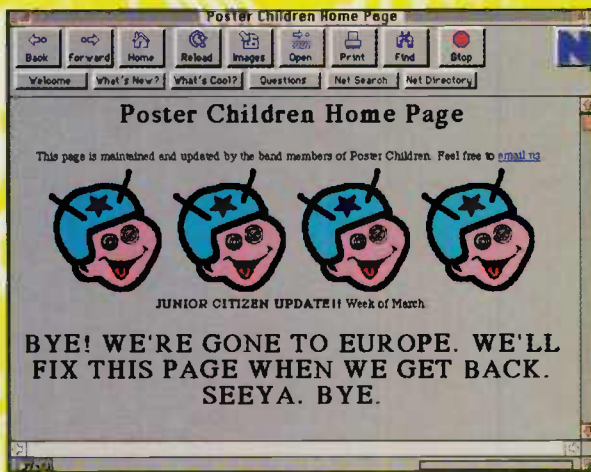 Poster Children Home Page
Back Forward Home Reload Images Open Print Find Stop
N
Welcome What's New? What's Cool? Questions Net Search Net Directory
Poster Children Home Page
This page is maintained and updated by the band members of Poster Children. Feel free to email us
JUNIOR CITIZEN UPDATE!! Week of March
BYE! WE'RE GONE TO EUROPE. WE'LL
FIX THIS PAGE WHEN WE GET BACK.
SEEYA. BYE.